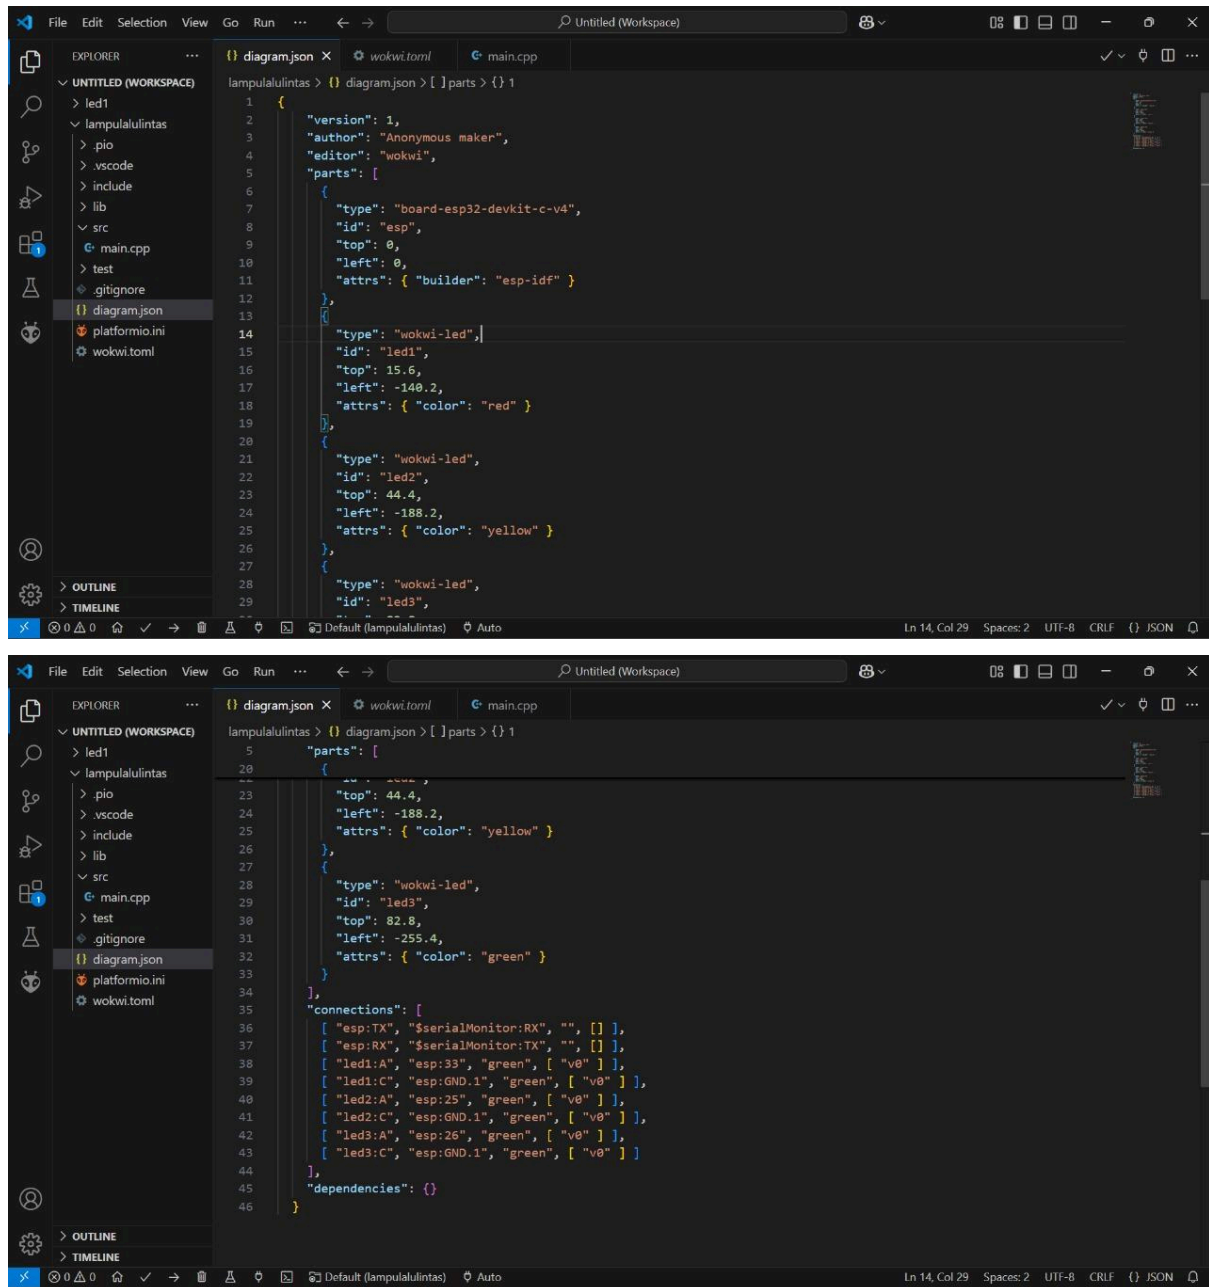 File Edit Selection View Go Run ··· Untitled (Workspace)
EXPLORER ··· {} diagram.json wokwi.toml main.cpp
UNTITLED (WORKSPACE)
led1
lampulalulintas
.pio
.vscode
include
lib
src
main.cpp
test
.gitignore
{} diagram.json
platformio.ini
wokwi.toml
1
OUTLINE
TIMELINE
lampulalulintas > {} diagram.json > [ ] parts > {} 1
1 {
2 "version": 1,
3 "author": "Anonymous maker",
4 "editor": "wokwi",
5 "parts": [
6 {
7 "type": "board-esp32-devkit-c-v4",
8 "id": "esp",
9 "top": 0,
10 "left": 0,
11 "attrs": { "builder": "esp-idf" }
12 },
13 {
14 "type": "wokwi-led",
15 "id": "led1",
16 "top": 15.6,
17 "left": -140.2,
18 "attrs": { "color": "red" }
19 },
20 {
21 "type": "wokwi-led",
22 "id": "led2",
23 "top": 44.4,
24 "left": -188.2,
25 "attrs": { "color": "yellow" }
26 },
27 {
28 "type": "wokwi-led",
29 "id": "led3",
0 0 Default (lampulalulintas) Auto Ln 14, Col 29 Spaces: 2 UTF-8 CRLF {} JSON
File Edit Selection View Go Run ··· Untitled (Workspace)
EXPLORER ··· {} diagram.json wokwi.toml main.cpp
UNTITLED (WORKSPACE)
led1
lampulalulintas
.pio
.vscode
include
lib
src
main.cpp
test
.gitignore
{} diagram.json
platformio.ini
wokwi.toml
1
OUTLINE
TIMELINE
lampulalulintas > {} diagram.json > [ ] parts > {} 1
5 "parts": [
20 {
23 "top": 44.4,
24 "left": -188.2,
25 "attrs": { "color": "yellow" }
26 },
27 {
28 "type": "wokwi-led",
29 "id": "led3",
30 "top": 82.8,
31 "left": -255.4,
32 "attrs": { "color": "green" }
33 }
34 ],
35 "connections": [
36 [ "esp:TX", "$serialMonitor:RX", "", [] ],
37 [ "esp:RX", "$serialMonitor:TX", "", [] ],
38 [ "led1:A", "esp:33", "green", [ "v0" ] ],
39 [ "led1:C", "esp:GND.1", "green", [ "v0" ] ],
40 [ "led2:A", "esp:25", "green", [ "v0" ] ],
41 [ "led2:C", "esp:GND.1", "green", [ "v0" ] ],
42 [ "led3:A", "esp:26", "green", [ "v0" ] ],
43 [ "led3:C", "esp:GND.1", "green", [ "v0" ] ]
44 ],
45 "dependencies": {}
46 }
0 0 Default (lampulalulintas) Auto Ln 14, Col 29 Spaces: 2 UTF-8 CRLF {} JSON